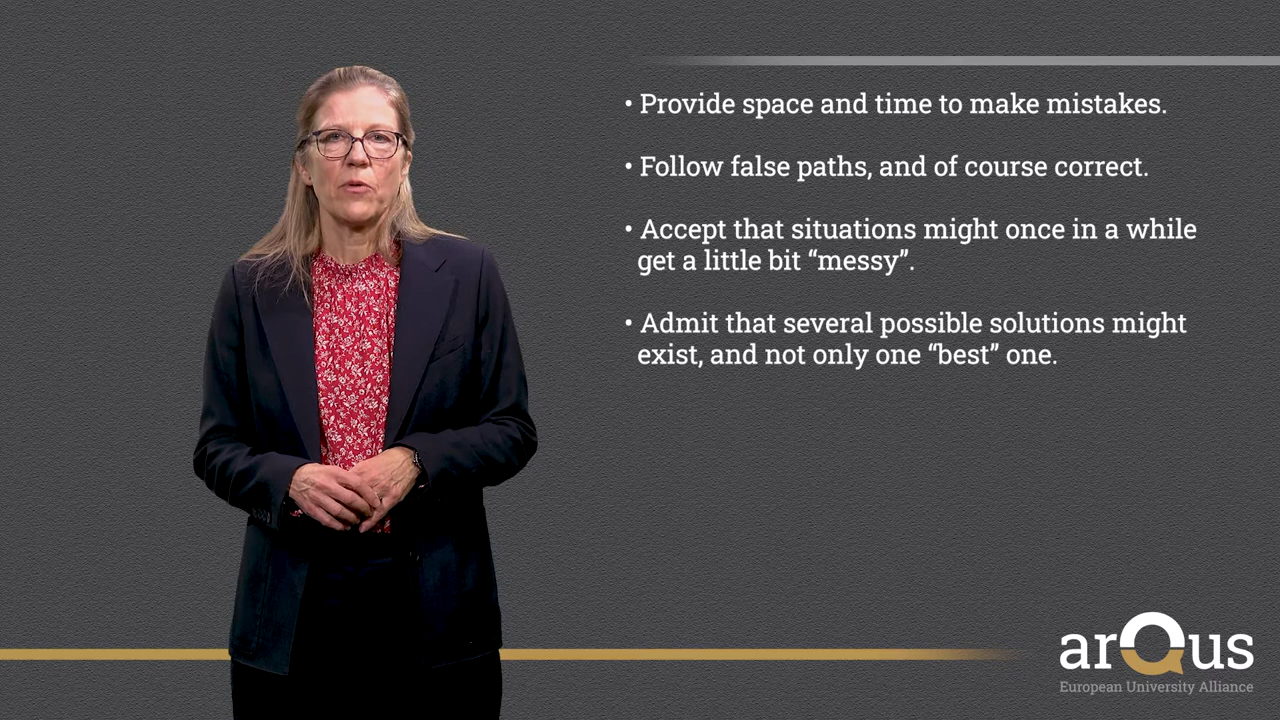 • Provide space and time to make mistakes.
• Follow false paths, and of course correct.
• Accept that situations might once in a while
get a little bit “messy”.
• Admit that several possible solutions might
exist, and not only one “best” one.
arQus
European University Alliance